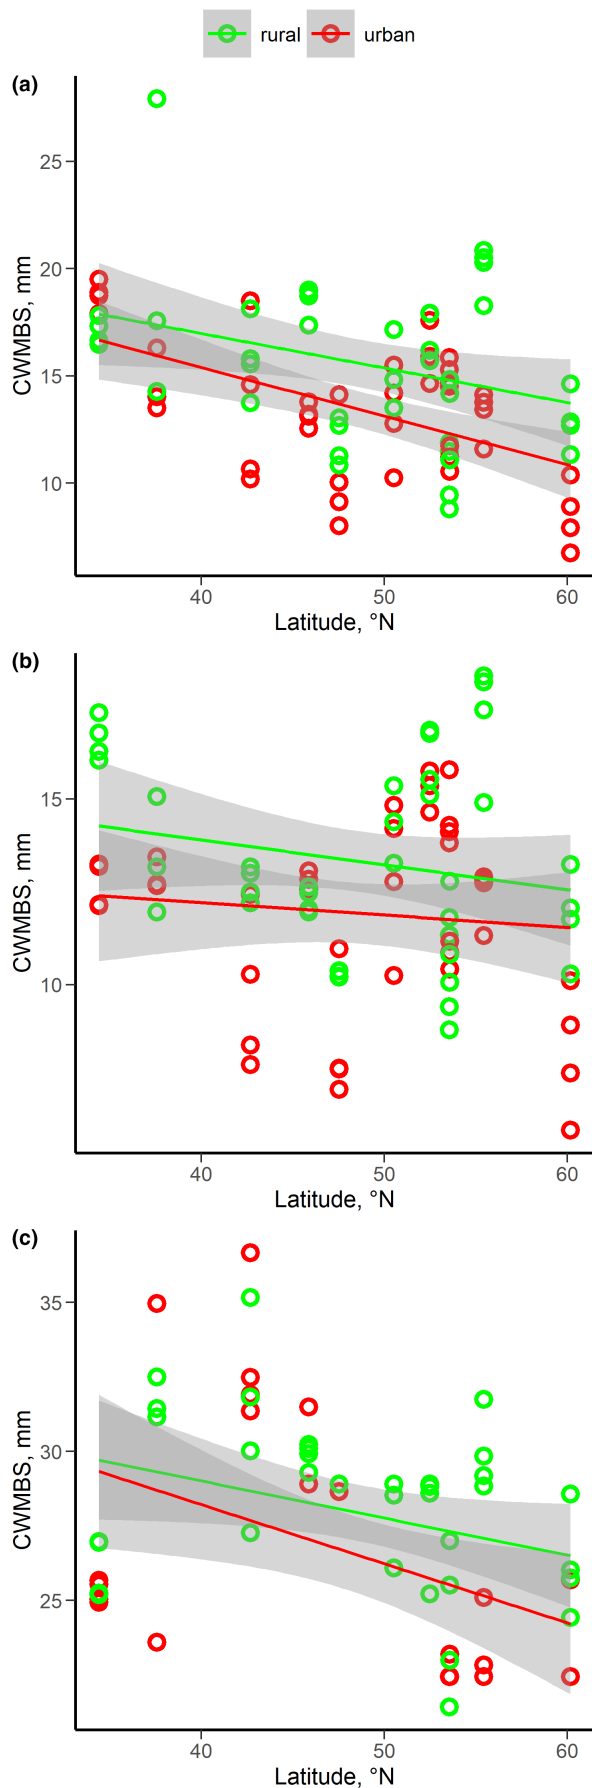 rural urban
(a)
25
20
15
10
CWMBS, mm
40 50 60
Latitude, °N
(b)
15
10
CWMBS, mm
40 50 60
Latitude, °N
(c)
35
30
25
CWMBS, mm
40 50 60
Latitude, °N